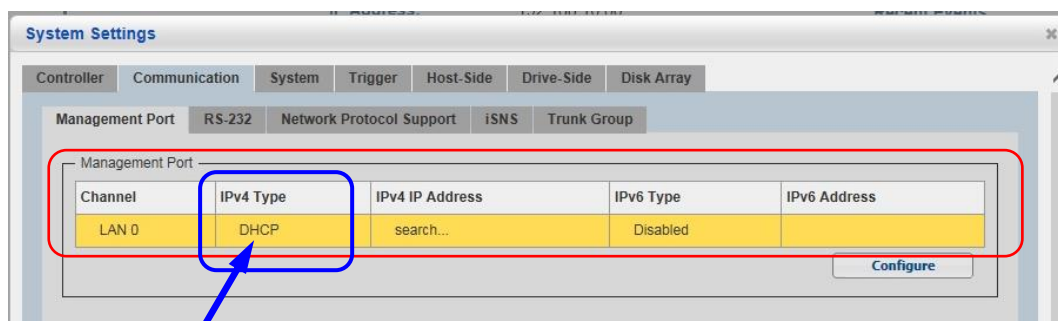 System Settings
Controller Communication System Trigger Host-Side Drive-Side Disk Array
Management Port RS-232 Network Protocol Support iSNS Trunk Group
Management Port
Channel IPv4 Type IPv4 IP Address IPv6 Type IPv6 Address
LAN 0 DHCP search... Disabled
Configure